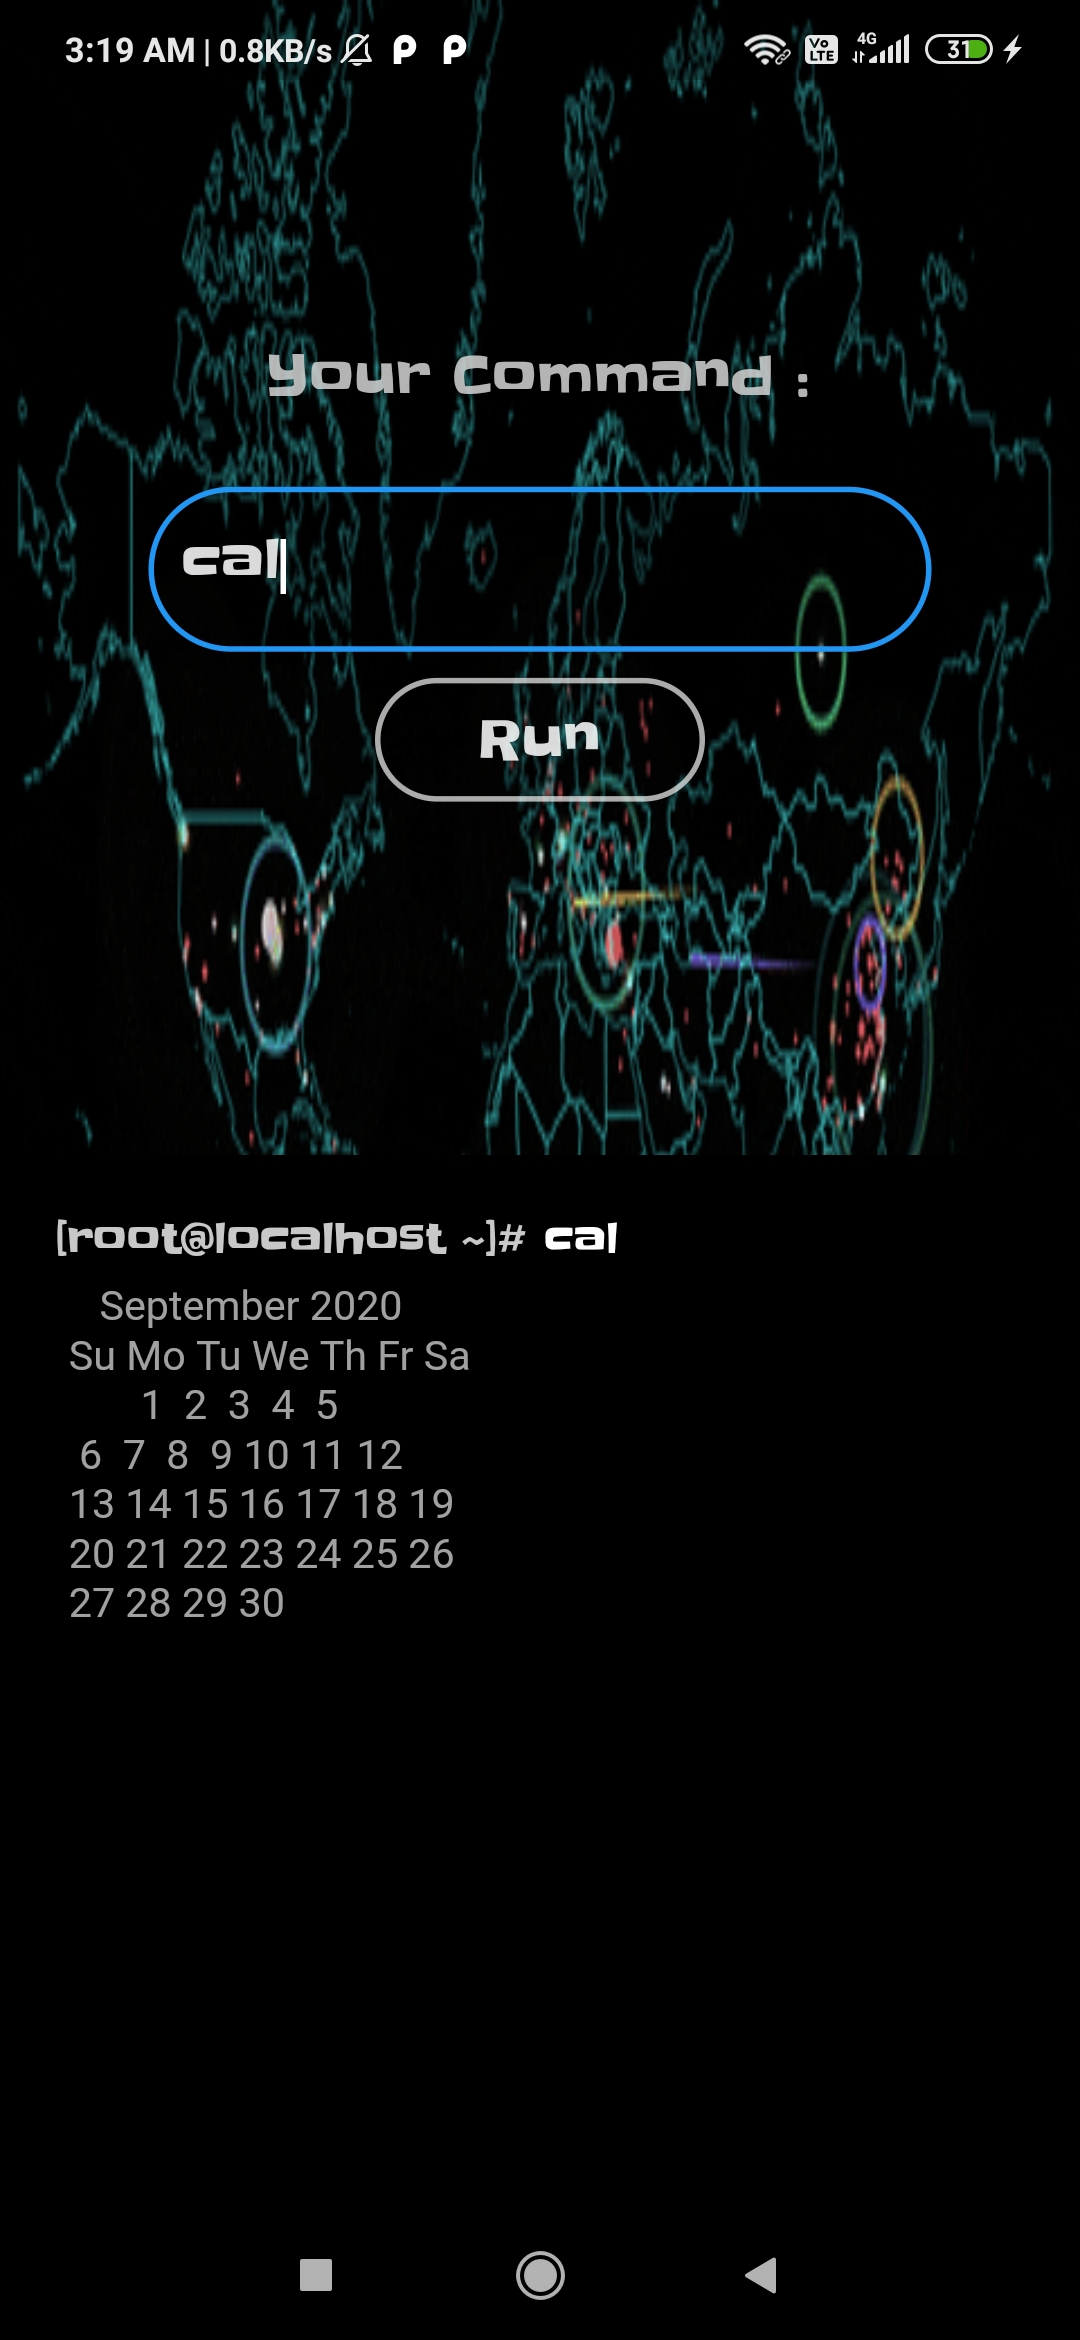 3:19 AM | 0.8KB/s
Vo LTE 4G 31
Your Command :
cal
Run
[root@localhost ~]# cal
September 2020
Su Mo Tu We Th Fr Sa
1 2 3 4 5
6 7 8 9 10 11 12
13 14 15 16 17 18 19
20 21 22 23 24 25 26
27 28 29 30